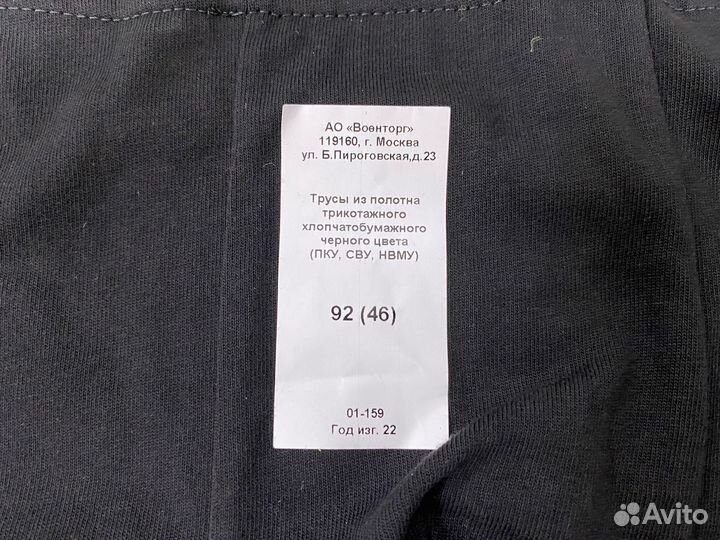 АО «Военторг»
119160, г. Москва
ул. Б.Пироговская,д.23
Трусы из полотна
трикотажного
хлопчатобумажного
черного цвета
(ПКУ, СВУ, НВМУ)
92 (46)
01-159
Год изг. 22
Avito